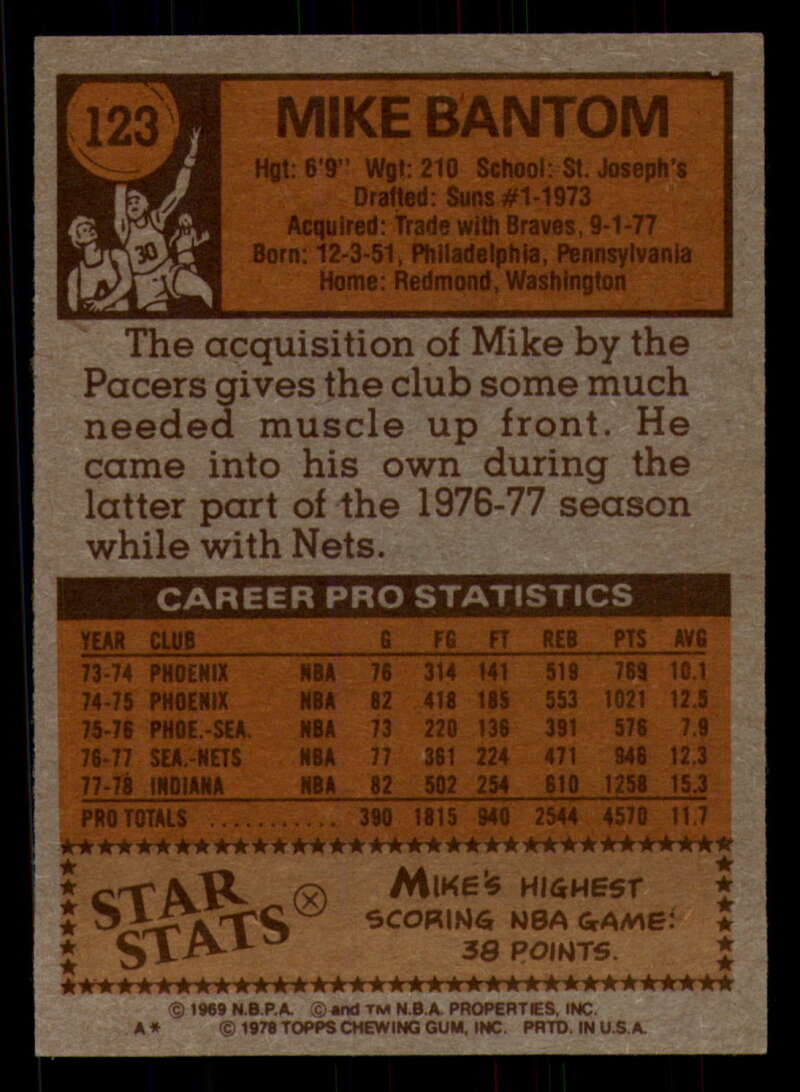 123
MIKE BANTOM
Hgt: 6'9" Wgt: 210 School: St. Joseph's
Drafted: Suns #1-1973
Acquired: Trade with Braves, 9-1-77
Born: 12-3-51, Philadelphia, Pennsylvania
Home: Redmond, Washington
30
The acquisition of Mike by the
Pacers gives the club some much
needed muscle up front. He
came into his own during the
latter part of the 1976-77 season
while with Nets.
CAREER PRO STATISTICS
YEAR CLUB G FG FT REB PTS AVG
73-74 PHOENIX NBA 76 314 141 519 769 10.1
74-75 PHOENIX NBA 82 418 185 553 1021 12.5
75-76 PHOE.-SEA. NBA 73 220 136 391 576 7.9
76-77 SEA.-NETS NBA 77 361 224 471 946 12.3
77-78 INDIANA NBA 82 502 254 610 1258 15.3
PRO TOTALS ........... 390 1815 940 2544 4570 11.7
STAR
STATS
MIKE'S HIGHEST
SCORING NBA GAME:
38 POINTS.
© 1969 N.B.P.A. © and TM N.B.A. PROPERTIES, INC.
A* © 1978 TOPPS CHEWING GUM, INC. PRTD. IN U.S.A.